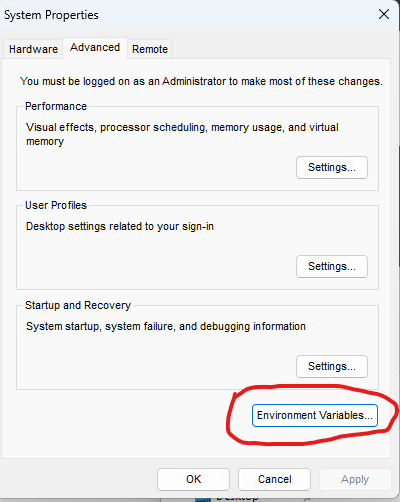 System Properties
Hardware
Advanced
Remote
You must be logged on as an Administrator to make most of these changes.
Performance
Visual effects, processor scheduling, memory usage, and virtual
memory
Settings...
User Profiles
Desktop settings related to your sign-in
Settings...
Startup and Recovery
System startup, system failure, and debugging information
Settings...
Environment Variables...
OK
Cancel
Apply